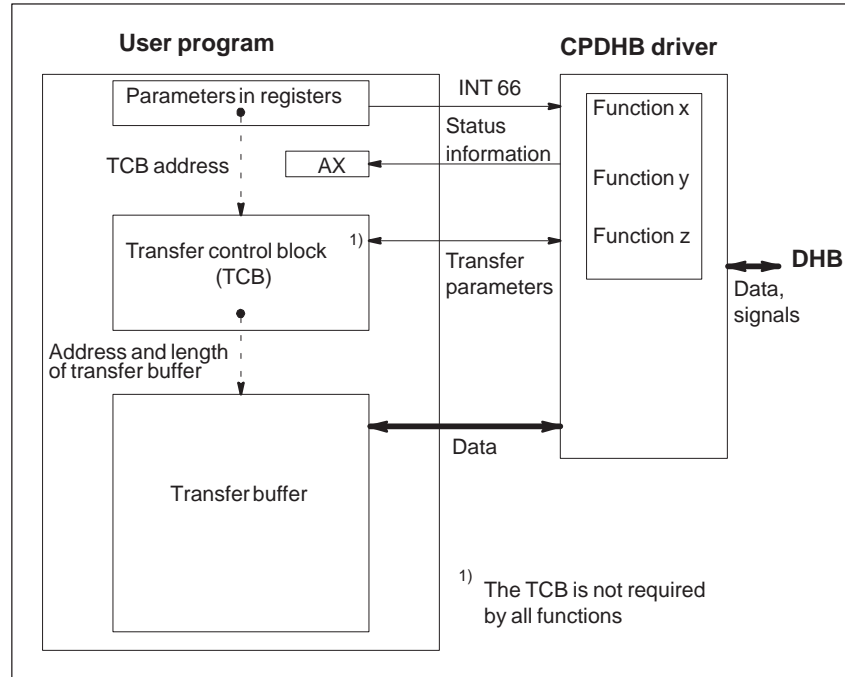 User program
CPDHB driver
Parameters in registers
INT 66
Function x
Status
information
TCB address
AX
Function y
Transfer control block
(TCB)
1)
Function z
Transfer
parameters
DHB
Data,
signals
Address and length
of transfer buffer
Data
Transfer buffer
1) The TCB is not required
by all functions